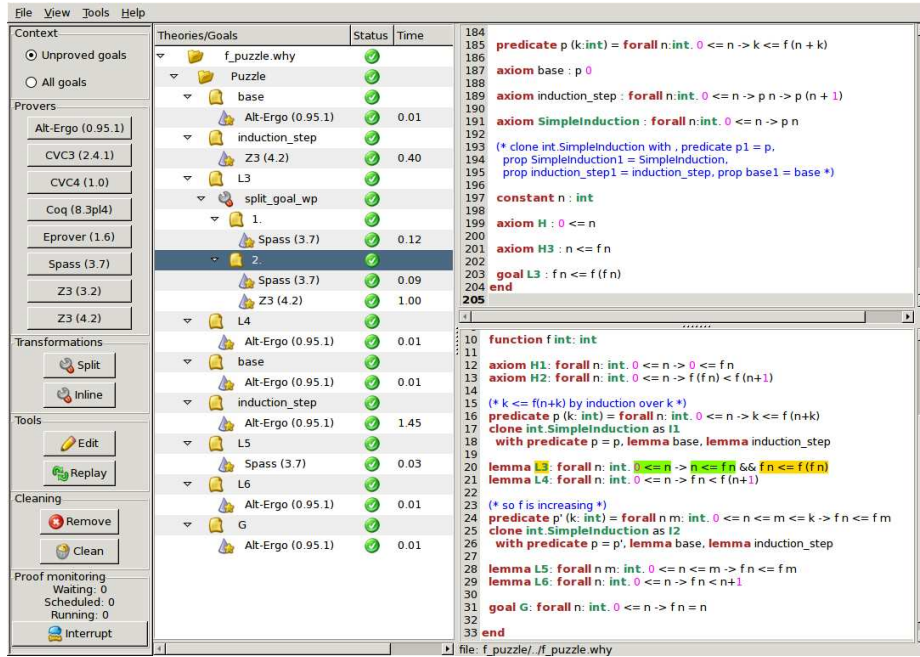 File View Tools Help
Context
Unproved goals
All goals
Provers
Alt-Ergo (0.95.1)
CVC3 (2.4.1)
CVC4 (1.0)
Coq (8.3pl4)
Eprover (1.6)
Spass (3.7)
Z3 (3.2)
Z3 (4.2)
Transformations
Split
Inline
Tools
Edit
Replay
Cleaning
Remove
Clean
Proof monitoring
Waiting: 0
Scheduled: 0
Running: 0
Interrupt
Theories/Goals Status Time
f_puzzle.why
Puzzle
base
Alt-Ergo (0.95.1) 0.01
induction_step
Z3 (4.2) 0.40
L3
split_goal_wp
1.
Spass (3.7) 0.12
2.
Spass (3.7) 0.09
Z3 (4.2) 1.00
L4
Alt-Ergo (0.95.1) 0.01
base
Alt-Ergo (0.95.1) 0.01
induction_step
Alt-Ergo (0.95.1) 1.45
L5
Spass (3.7) 0.03
L6
Alt-Ergo (0.95.1) 0.01
G
Alt-Ergo (0.95.1) 0.01
184
185 predicate p (k:int) = forall n:int. 0 <= n -> k <= f (n + k)
186
187 axiom base : p 0
188
189 axiom induction_step : forall n:int. 0 <= n -> p n -> p (n + 1)
190
191 axiom SimpleInduction : forall n:int. 0 <= n -> p n
192
193 (* clone int.SimpleInduction with , predicate p1 = p,
194 prop SimpleInduction1 = SimpleInduction,
195 prop induction_step1 = induction_step, prop base1 = base *)
196
197 constant n : int
198
199 axiom H : 0 <= n
200
201 axiom H3 : n <= f n
202
203 goal L3 : f n <= f (f n)
204 end
205
10 function f int: int
11
12 axiom H1: forall n: int. 0 <= n -> 0 <= f n
13 axiom H2: forall n: int. 0 <= n -> f (f n) < f (n+1)
14
15 (* k <= f(n+k) by induction over k *)
16 predicate p (k: int) = forall n: int. 0 <= n -> k <= f (n+k)
17 clone int.SimpleInduction as I1
18 with predicate p = p, lemma base, lemma induction_step
19
20 lemma L3: forall n: int. 0 <= n -> n <= f n && f n <= f (f n)
21 lemma L4: forall n: int. 0 <= n -> f n < f (n+1)
22
23 (* so f is increasing *)
24 predicate p' (k: int) = forall n m: int. 0 <= n <= m <= k -> f n <= f m
25 clone int.SimpleInduction as I2
26 with predicate p = p', lemma base, lemma induction_step
27
28 lemma L5: forall n m: int. 0 <= n <= m -> f n <= f m
29 lemma L6: forall n: int. 0 <= n -> f n < n+1
30
31 goal G: forall n: int. 0 <= n -> f n = n
32
33 end
file: f_puzzle/../f_puzzle.why